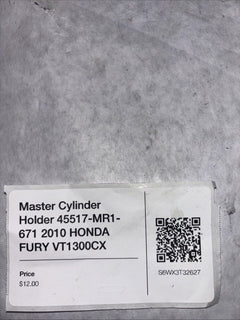 Master Cylinder
Holder 45517-MR1-
671 2010 HONDA
FURY VT1300CX
Price
$12.00
S6WX3T32627